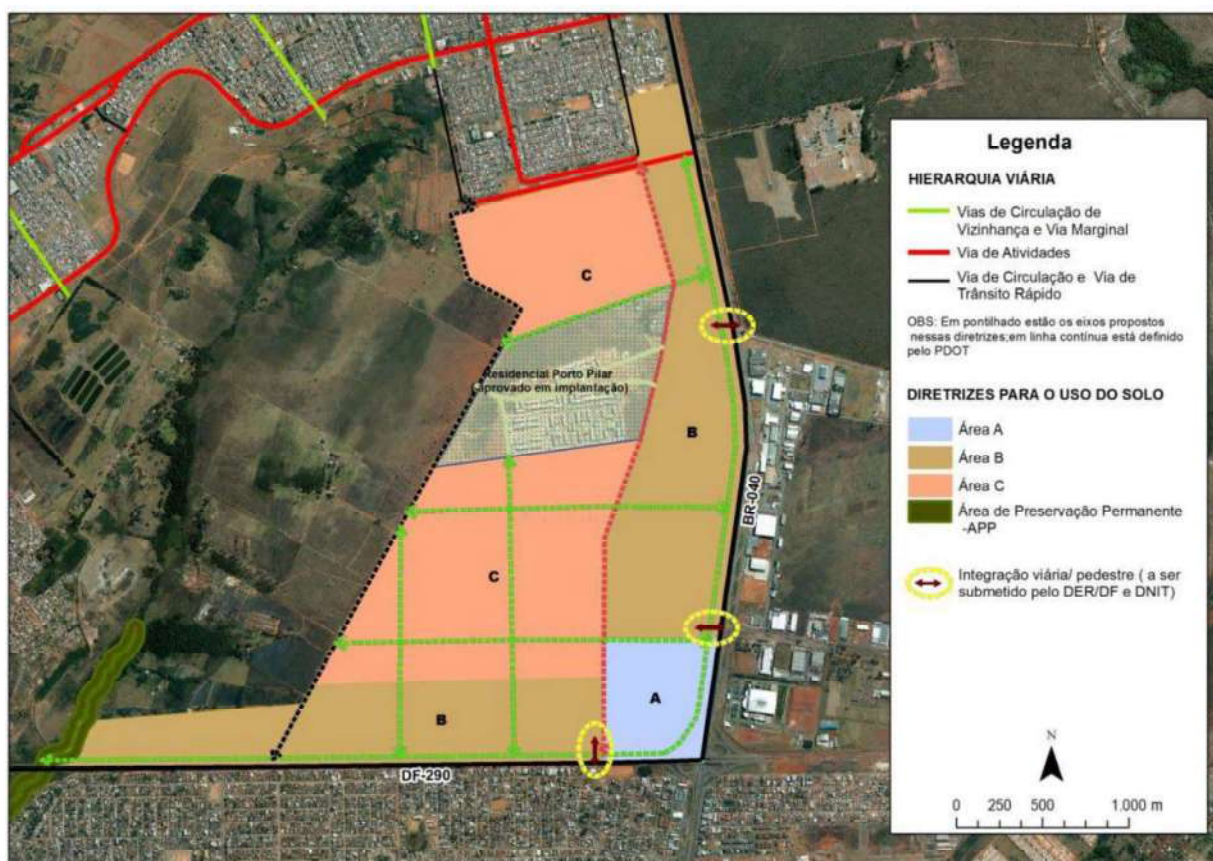 C
Residencial Porto Pilar
(aprovado em implantação)
B
BR-040
C
A
B
DF-290
Legenda
HIERARQUIA VIÁRIA
Vias de Circulação de
Vizinhança e Via Marginal
Via de Atividades
Via de Circulação e Via de
Trânsito Rápido
OBS: Em pontilhado estão os eixos propostos
nessas diretrizes;em linha contínua está definido
pelo PDOT
DIRETRIZES PARA O USO DO SOLO
Área A
Área B
Área C
Área de Preservação Permanente
-APP
Integração viária/ pedestre ( a ser
submetido pelo DER/DF e DNIT)
N
0 250 500 1.000 m